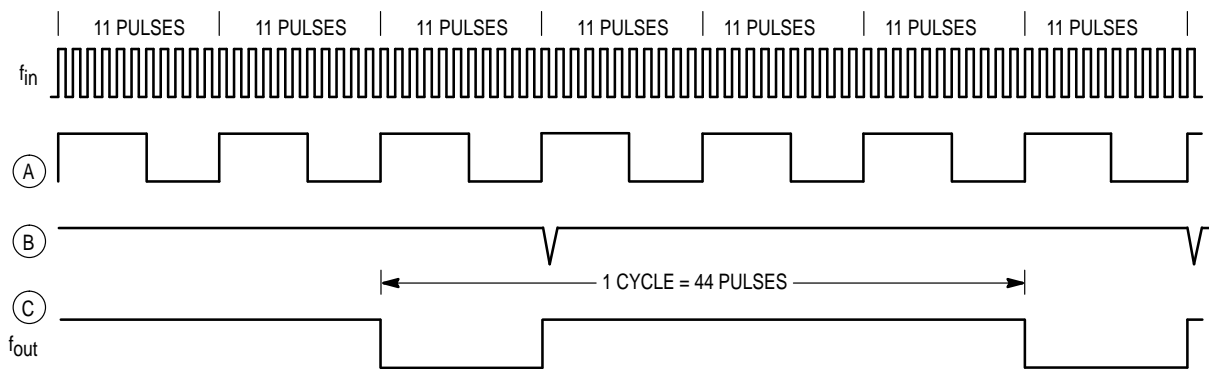 11 PULSES 11 PULSES 11 PULSES 11 PULSES 11 PULSES 11 PULSES 11 PULSES
fin
A
B
1 CYCLE = 44 PULSES
C
fout